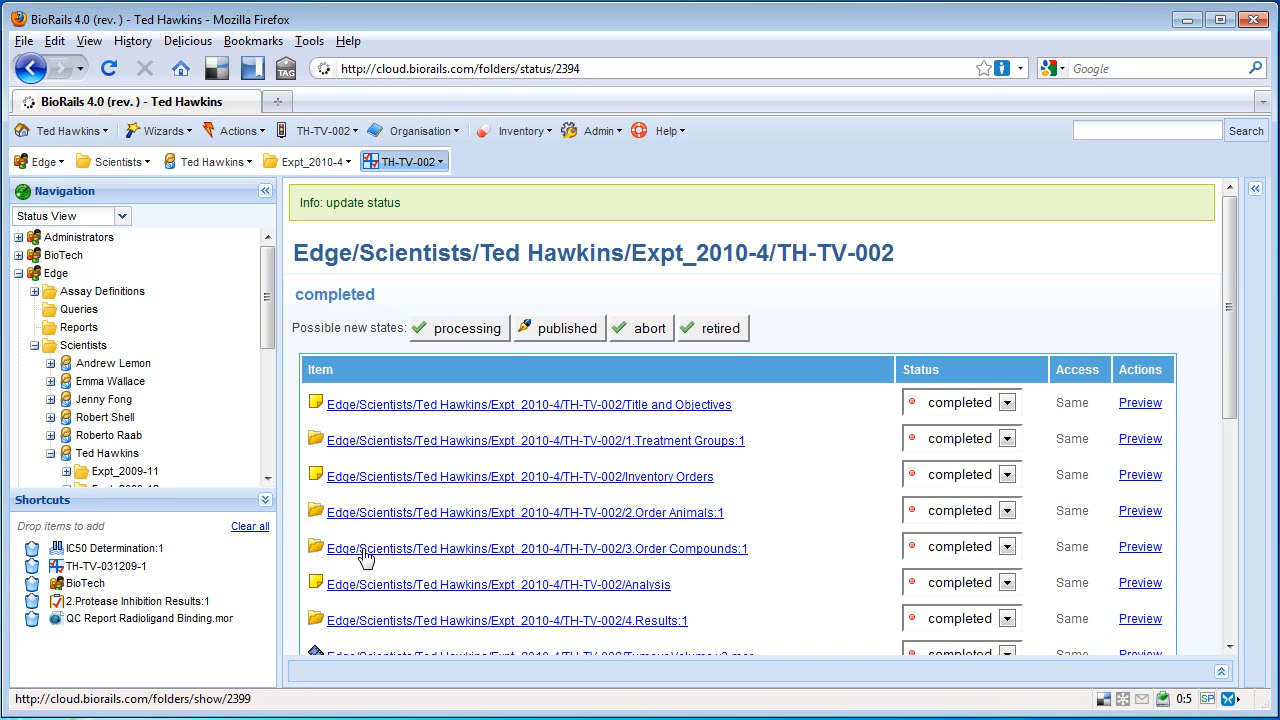 BioRails 4.0 (rev. ) - Ted Hawkins - Mozilla Firefox
File Edit View History Delicious Bookmarks Tools Help
TAG http://cloud.biorails.com/folders/status/2394 Google
BioRails 4.0 (rev. ) - Ted Hawkins
Ted Hawkins Wizards Actions TH-TV-002 Organisation Inventory Admin Help Search
Edge Scientists Ted Hawkins Expt_2010-4 TH-TV-002
Navigation
Status View
Administrators
BioTech
Edge
Assay Definitions
Queries
Reports
Scientists
Andrew Lemon
Emma Wallace
Jenny Fong
Robert Shell
Roberto Raab
Ted Hawkins
Expt_2009-11
Shortcuts
Drop items to add Clear all
IC50 Determination:1
TH-TV-031209-1
BioTech
2.Protease Inhibition Results:1
QC Report Radioligand Binding.mor
Info: update status
Edge/Scientists/Ted Hawkins/Expt_2010-4/TH-TV-002
completed
Possible new states: processing published abort retired
Item Status Access Actions
Edge/Scientists/Ted Hawkins/Expt_2010-4/TH-TV-002/Title and Objectives completed Same Preview
Edge/Scientists/Ted Hawkins/Expt_2010-4/TH-TV-002/1.Treatment Groups:1 completed Same Preview
Edge/Scientists/Ted Hawkins/Expt_2010-4/TH-TV-002/Inventory Orders completed Same Preview
Edge/Scientists/Ted Hawkins/Expt_2010-4/TH-TV-002/2.Order Animals:1 completed Same Preview
Edge/Scientists/Ted Hawkins/Expt_2010-4/TH-TV-002/3.Order Compounds:1 completed Same Preview
Edge/Scientists/Ted Hawkins/Expt_2010-4/TH-TV-002/Analysis completed Same Preview
Edge/Scientists/Ted Hawkins/Expt_2010-4/TH-TV-002/4.Results:1 completed Same Preview
http://cloud.biorails.com/folders/show/2399 0:5 SP